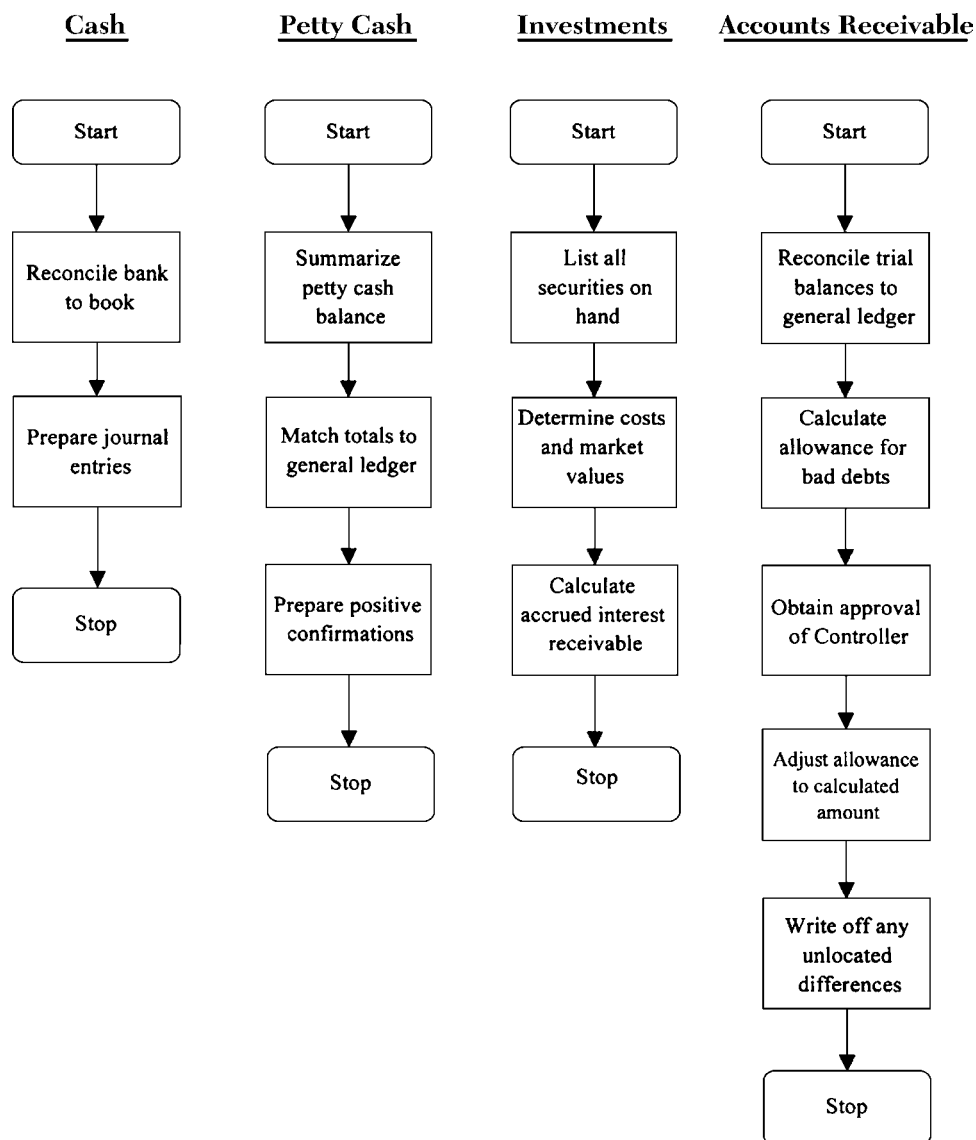 Cash
Start
Reconcile bank
to book
Prepare journal
entries
Stop
Petty Cash
Start
Summarize
petty cash
balance
Match totals to
general ledger
Prepare positive
confirmations
Stop
Investments
Start
List all
securities on
hand
Determine costs
and market
values
Calculate
accrued interest
receivable
Stop
Accounts Receivable
Start
Reconcile trial
balances to
general ledger
Calculate
allowance for
bad debts
Obtain approval
of Controller
Adjust allowance
to calculated
amount
Write off any
unlocated
differences
Stop